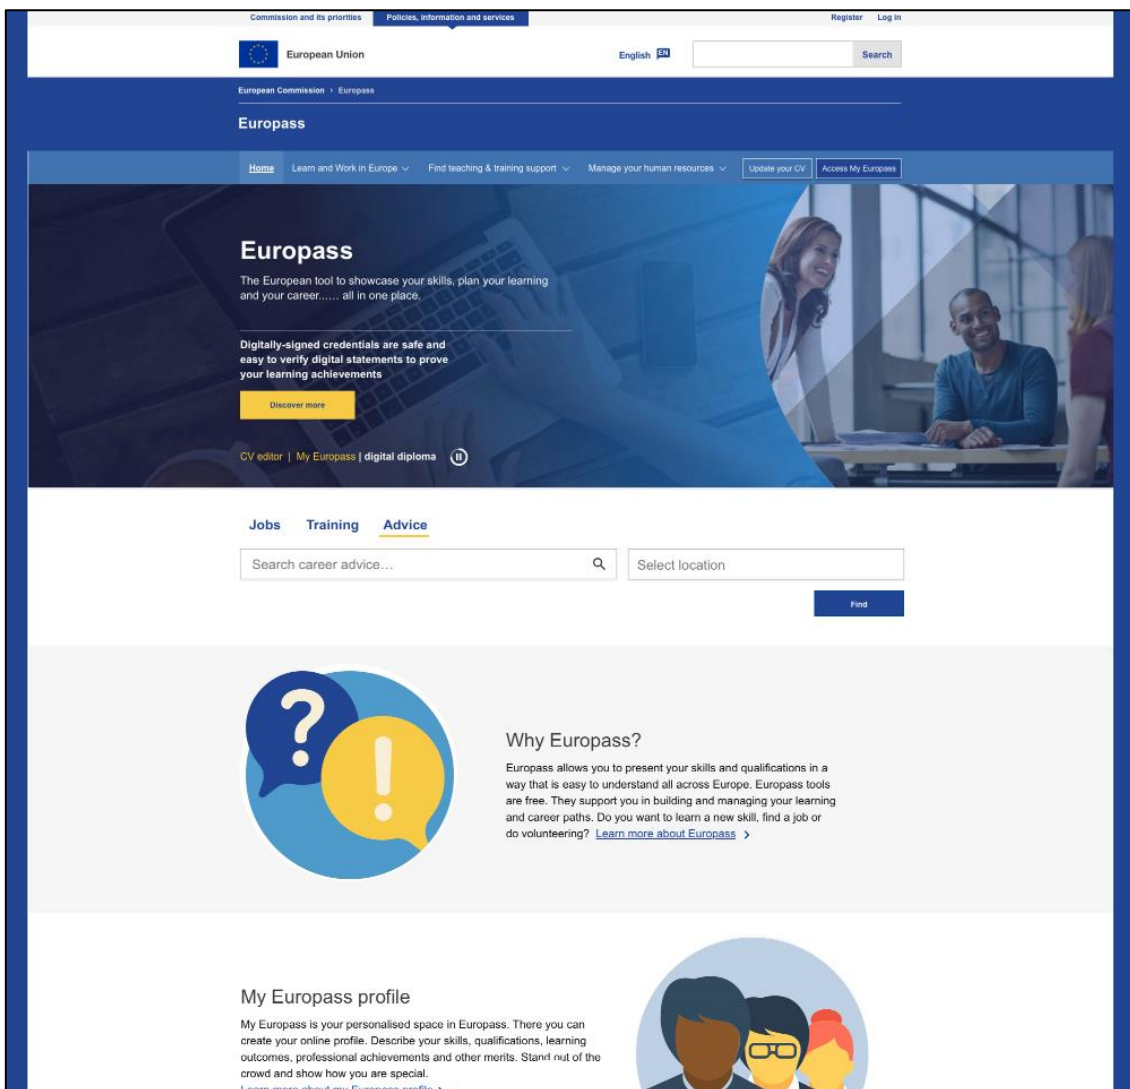 Commission and its priorities Policies, information and services Register Log in
European Union English EN Search
European Commission > Europass
Europass
Home Learn and Work in Europe Find teaching & training support Manage your human resources Update your CV Access My Europass
Europass
The European tool to showcase your skills, plan your learning
and your career...... all in one place.
Digitally-signed credentials are safe and
easy to verify digital statements to prove
your learning achievements
Discover more
CV editor | My Europass | digital diploma
Jobs Training Advice
Search career advice... Select location
Find
?
!
Why Europass?
Europass allows you to present your skills and qualifications in a
way that is easy to understand all across Europe. Europass tools
are free. They support you in building and managing your learning
and career paths. Do you want to learn a new skill, find a job or
do volunteering? Learn more about Europass >
My Europass profile
My Europass is your personalised space in Europass. There you can
create your online profile. Describe your skills, qualifications, learning
outcomes, professional achievements and other merits. Stand out of the
crowd and show how you are special.
Learn more about my Europass profile >